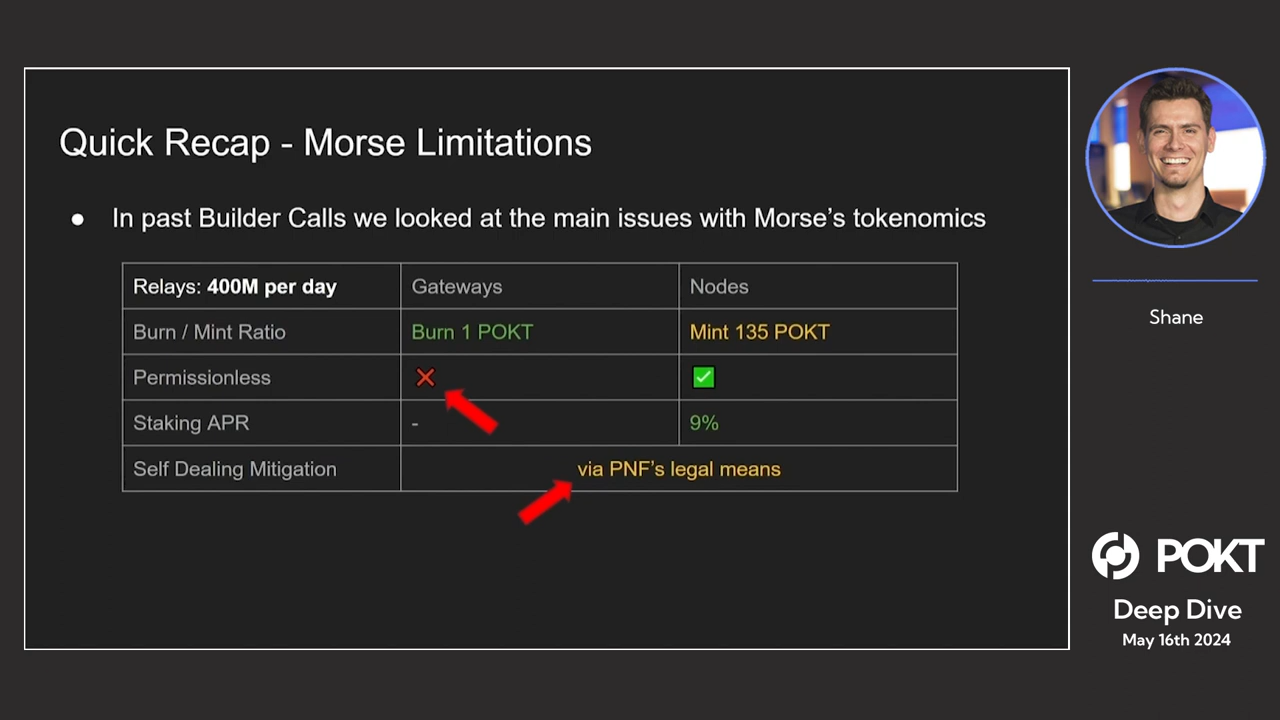 Quick Recap - Morse Limitations
● In past Builder Calls we looked at the main issues with Morse's tokenomics
Relays: 400M per day Gateways Nodes
Burn / Mint Ratio Burn 1 POKT Mint 135 POKT
Permissionless ❌ ✅
Staking APR - 9%
Self Dealing Mitigation via PNF's legal means
Shane
POKT
Deep Dive
May 16th 2024